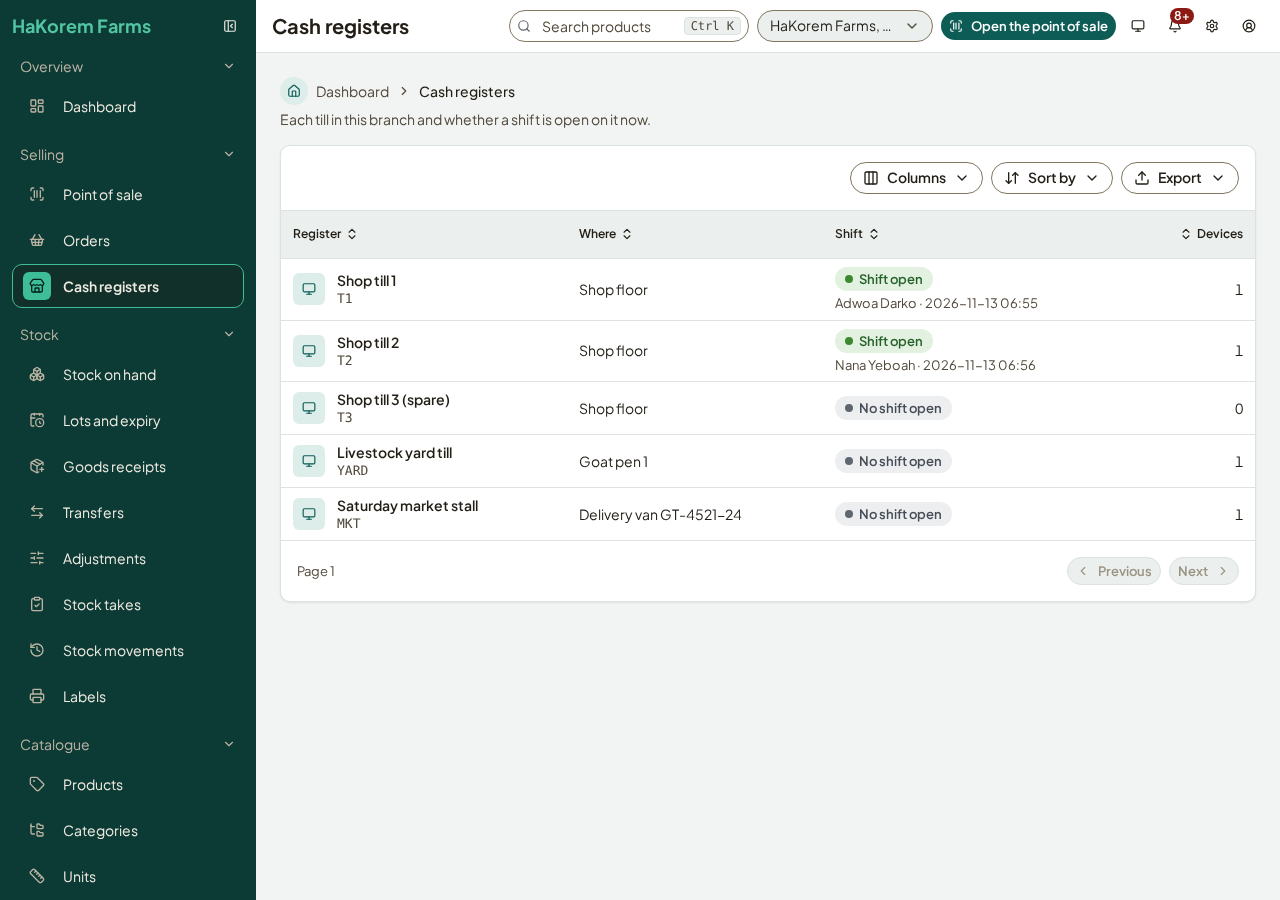 HaKorem Farms
Overview
Dashboard
Selling
Point of sale
Orders
Cash registers
Stock
Stock on hand
Lots and expiry
Goods receipts
Transfers
Adjustments
Stock takes
Stock movements
Labels
Catalogue
Products
Categories
Units
Cash registers
Search products Ctrl K
HaKorem Farms, ...
Open the point of sale
8+
Dashboard > Cash registers
Each till in this branch and whether a shift is open on it now.
Columns Sort by Export
Register Where Shift Devices
Shop till 1
T1
Shop floor
Shift open
Adwoa Darko · 2026-11-13 06:55
1
Shop till 2
T2
Shop floor
Shift open
Nana Yeboah · 2026-11-13 06:56
1
Shop till 3 (spare)
T3
Shop floor
No shift open
0
Livestock yard till
YARD
Goat pen 1
No shift open
1
Saturday market stall
MKT
Delivery van GT-4521-24
No shift open
1
Page 1
Previous Next